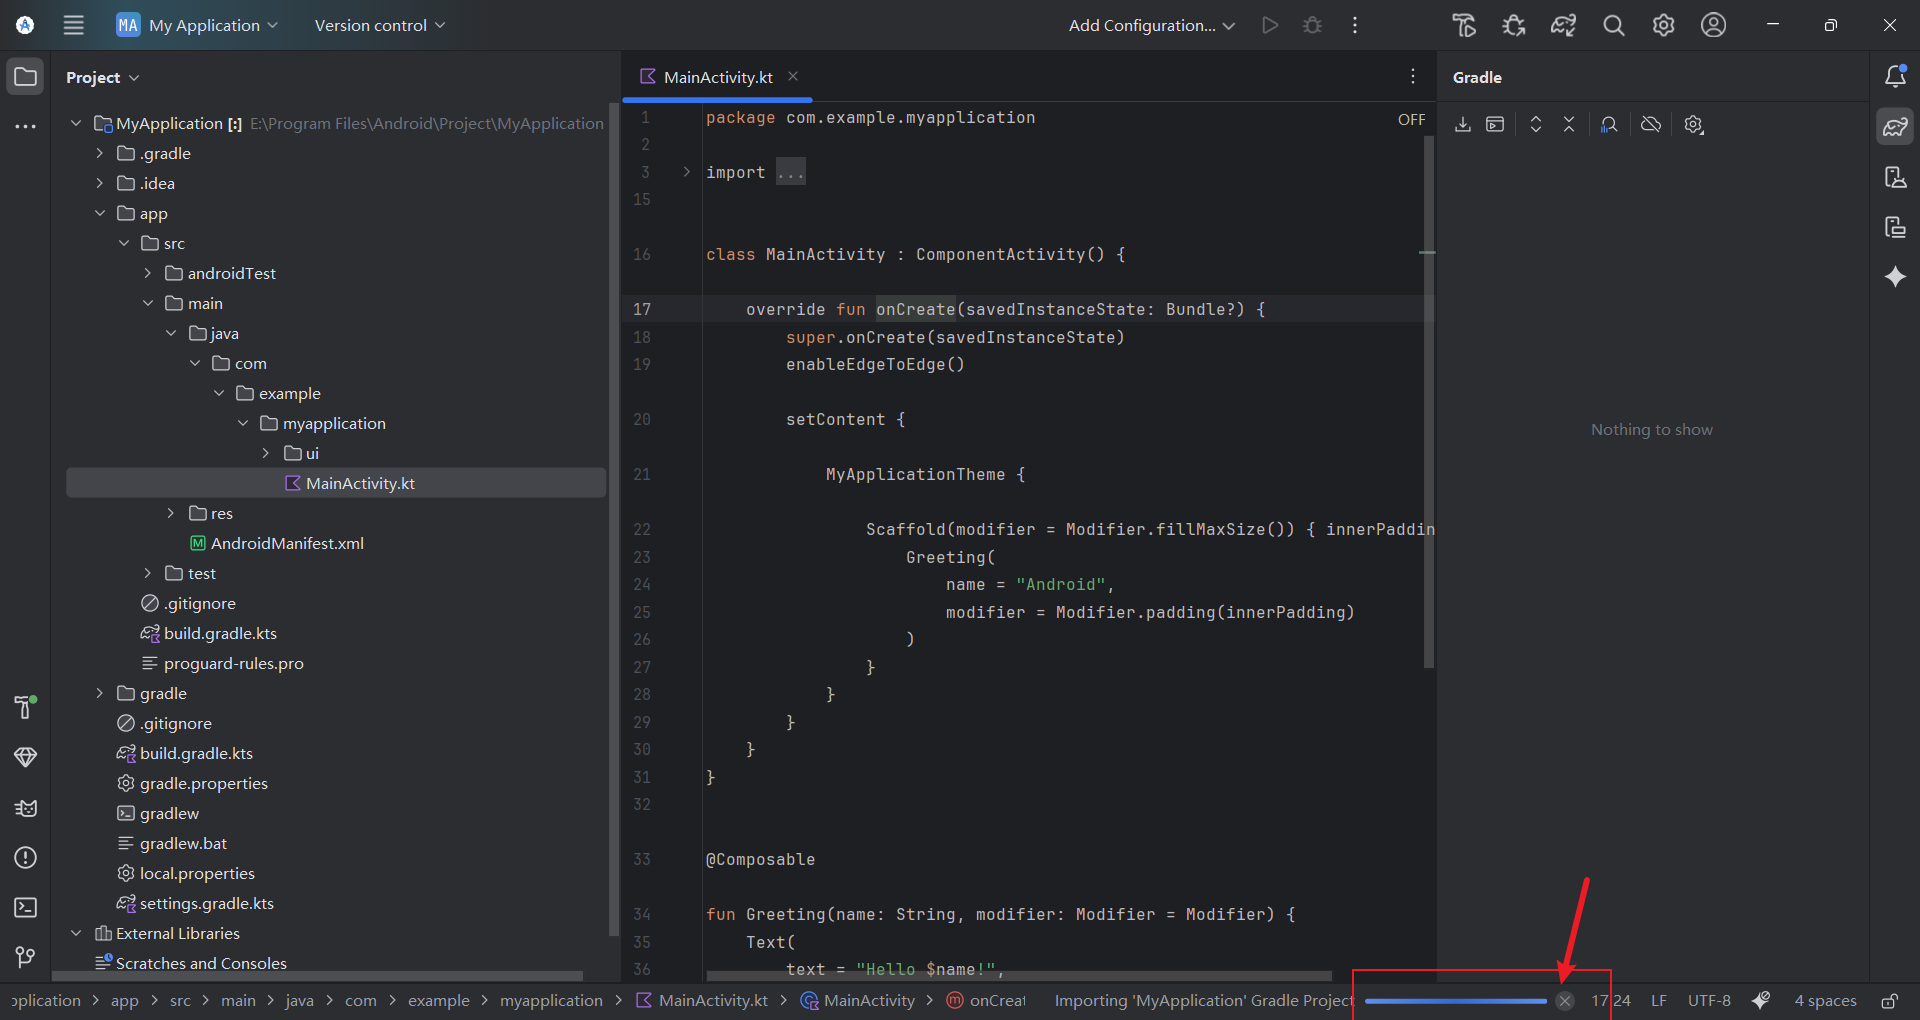 MA My Application Version control Add Configuration...
Project
MainActivity.kt
Gradle
MyApplication [:] E:\Program Files\Android\Project\MyApplication
.gradle
.idea
app
src
androidTest
main
java
com
example
myapplication
ui
MainActivity.kt
res
AndroidManifest.xml
test
.gitignore
build.gradle.kts
proguard-rules.pro
gradle
.gitignore
build.gradle.kts
gradle.properties
gradlew
gradlew.bat
local.properties
settings.gradle.kts
External Libraries
Scratches and Consoles
OFF
1 package com.example.myapplication
2
3 import ...
15
16 class MainActivity : ComponentActivity() {
17 override fun onCreate(savedInstanceState: Bundle?) {
18 super.onCreate(savedInstanceState)
19 enableEdgeToEdge()
20 setContent {
21 MyApplicationTheme {
22 Scaffold(modifier = Modifier.fillMaxSize()) { innerPaddin
23 Greeting(
24 name = "Android",
25 modifier = Modifier.padding(innerPadding)
26 )
27 }
28 }
29 }
30 }
31 }
32
33 @Composable
34 fun Greeting(name: String, modifier: Modifier = Modifier) {
35 Text(
36 text = "Hello $name!",
Nothing to show
pplication > app > src > main > java > com > example > myapplication > MainActivity.kt > MainActivity > onCreat Importing 'MyApplication' Gradle Project 17:24 LF UTF-8 4 spaces